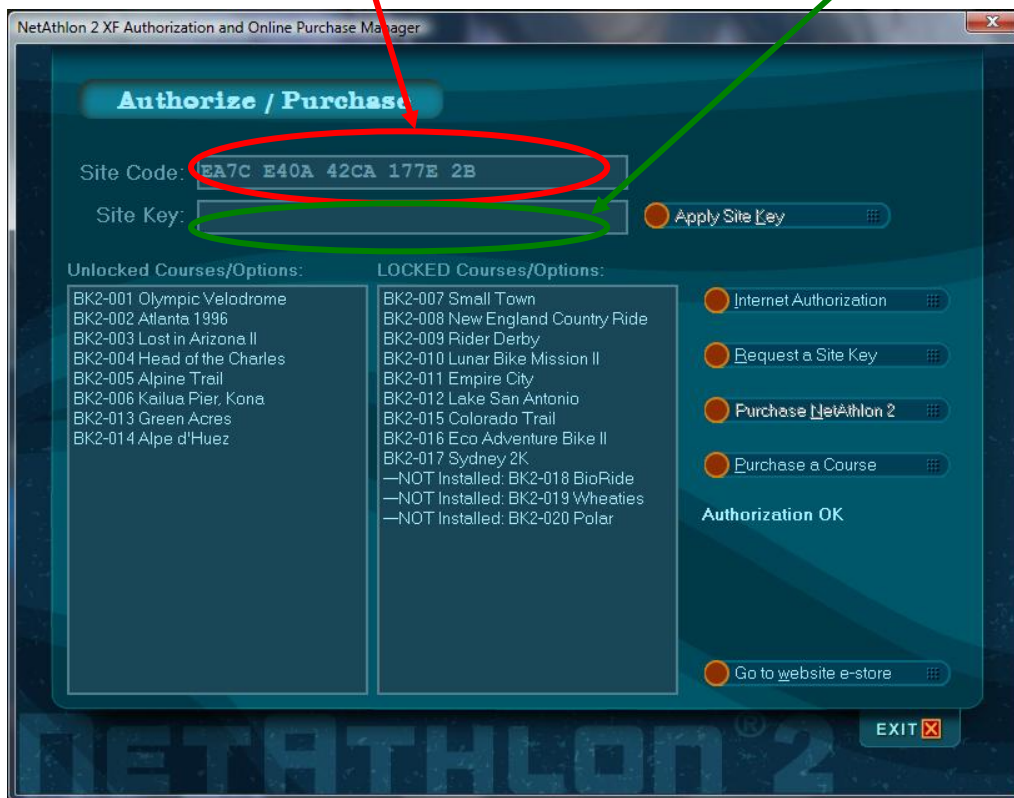 NetAthlon 2 XF Authorization and Online Purchase Manager
Authorize / Purchase
Site Code: EA7C E40A 42CA 177E 2B
Site Key:
Apply Site Key
Unlocked Courses/Options:
BK2-001 Olympic Velodrome
BK2-002 Atlanta 1996
BK2-003 Lost in Arizona II
BK2-004 Head of the Charles
BK2-005 Alpine Trail
BK2-006 Kailua Pier, Kona
BK2-013 Green Acres
BK2-014 Alpe d'Huez
LOCKED Courses/Options:
BK2-007 Small Town
BK2-008 New England Country Ride
BK2-009 Rider Derby
BK2-010 Lunar Bike Mission II
BK2-011 Empire City
BK2-012 Lake San Antonio
BK2-015 Colorado Trail
BK2-016 Eco Adventure Bike II
BK2-017 Sydney 2K
—NOT Installed: BK2-018 BioRide
—NOT Installed: BK2-019 Wheaties
—NOT Installed: BK2-020 Polar
Internet Authorization
Request a Site Key
Purchase NetAthlon 2
Purchase a Course
Authorization OK
Go to website e-store
EXIT
NETATHLON® 2